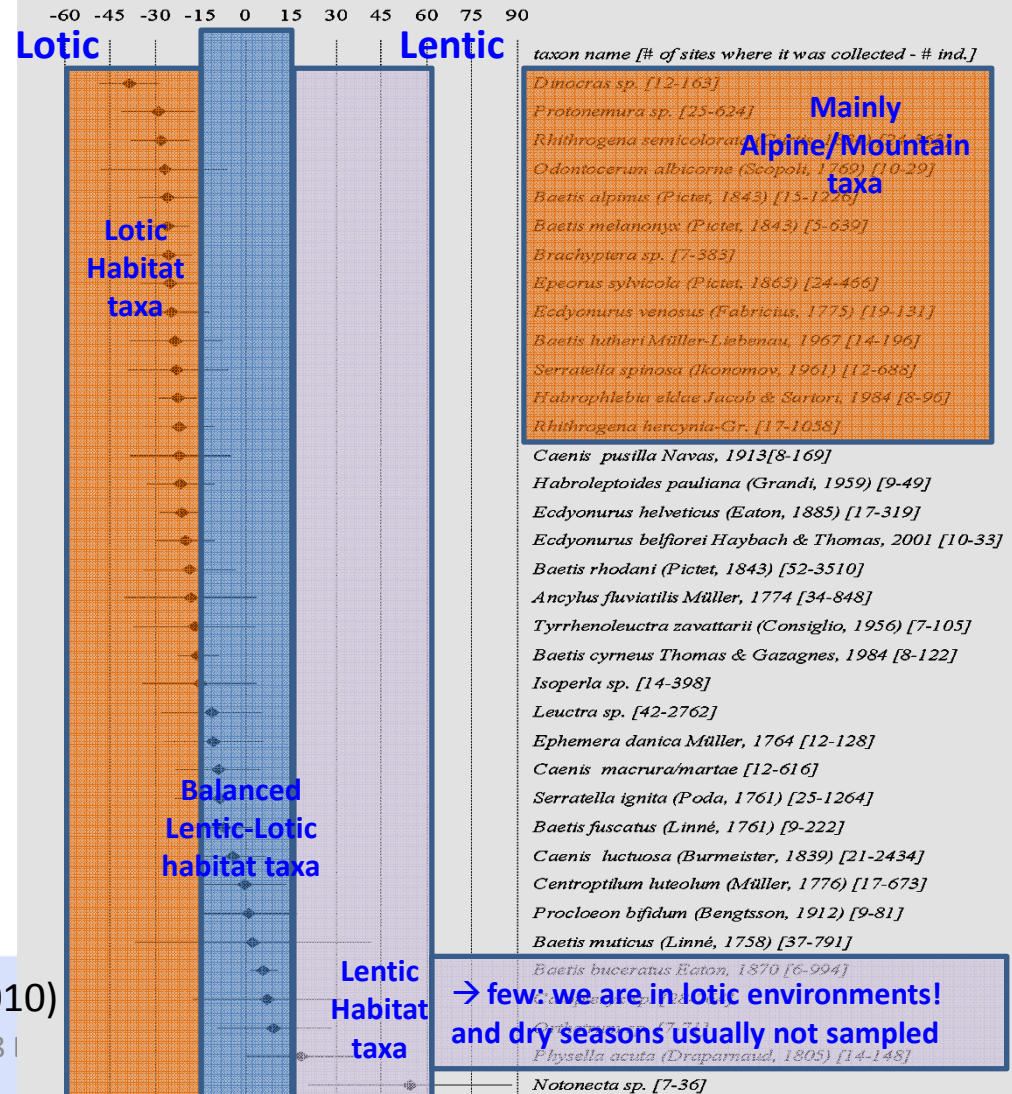 -60 -45 -30 -15 0 15 30 45 60 75 90
Lotic
Lentic
taxon name [# of sites where it was collected - # ind.]
Dinocras sp. [12-163]
Protonemura sp. [25-624]
Rhithrogena semicolorata
Odontocerum albicorne (Scopoli, 1769) [10-29]
Baetis alpinus (Pictet, 1843) [15-1226]
Baetis melanonyx (Pictet, 1843) [5-639]
Brachyptera sp. [7-383]
Epeorus sylvicola (Pictet, 1865) [24-466]
Ecdyonurus venosus (Fabricius, 1775) [19-131]
Baetis lutheri Müller-Liebenau, 1967 [14-196]
Serratella spinosa (Ikonomov, 1961) [12-688]
Habrophlebia eldae Jacob & Sartori, 1984 [8-96]
Rhithrogena hercynia-Gr. [17-1058]
Mainly
Alpine/Mountain
taxa
Lotic
Habitat
taxa
Caenis pusilla Navas, 1913[8-169]
Habroleptoides pauliana (Grandi, 1959) [9-49]
Ecdyonurus helveticus (Eaton, 1885) [17-319]
Ecdyonurus belfiorei Haybach & Thomas, 2001 [10-33]
Baetis rhodani (Pictet, 1843) [52-3510]
Ancylus fluviatilis Müller, 1774 [34-848]
Tyrrhenoleuctra zavattarii (Consiglio, 1956) [7-105]
Baetis cyrneus Thomas & Gazagnes, 1984 [8-122]
Isoperla sp. [14-398]
Leuctra sp. [42-2762]
Ephemera danica Müller, 1764 [12-128]
Caenis macrura/martae [12-616]
Serratella ignita (Poda, 1761) [25-1264]
Baetis fuscatus (Linné, 1761) [9-222]
Caenis luctuosa (Burmeister, 1839) [21-2434]
Centroptilum luteolum (Müller, 1776) [17-673]
Procloeon bifidum (Bengtsson, 1912) [9-81]
Baetis muticus (Linné, 1758) [37-791]
Balanced
Lentic-Lotic
habitat taxa
Baetis buceratus Eaton, 1870 [6-994]
Physella acuta (Draparnaud, 1805) [14-148]
Notonecta sp. [7-36]
Lentic
Habitat
taxa
→ few: we are in lotic environments!
and dry seasons usually not sampled
010)